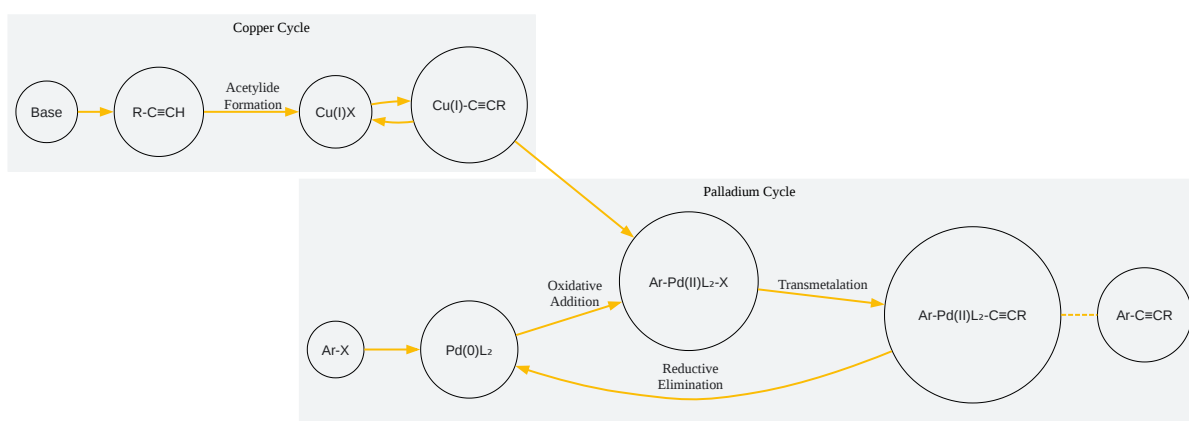 Copper Cycle
Base
R-C≡CH
Acetylide
Formation
Cu(I)X
Cu(I)-C≡CR
Palladium Cycle
Ar-X
Pd(0)L₂
Oxidative
Addition
Ar-Pd(II)L₂-X
Transmetalation
Ar-Pd(II)L₂-C≡CR
Ar-C≡CR
Reductive
Elimination